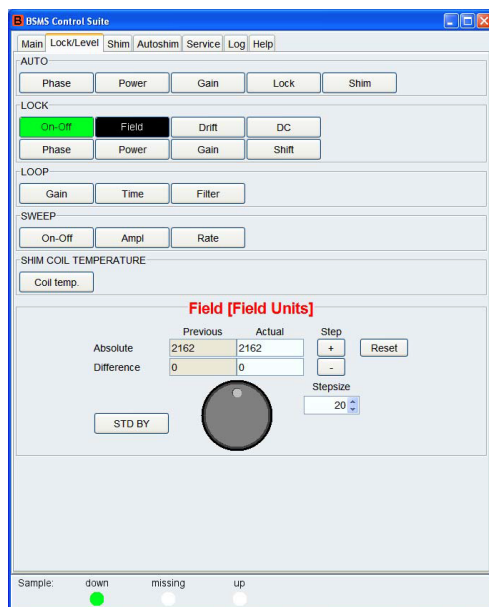 BSMS Control Suite
Main Lock/Level Shim Autoshim Service Log Help
AUTO
Phase Power Gain Lock Shim
LOCK
On-Off Field Drift DC
Phase Power Gain Shift
LOOP
Gain Time Filter
SWEEP
On-Off Ampl Rate
SHIM COIL TEMPERATURE
Coil temp.
Field [Field Units]
Previous Actual Step
Absolute 2162 2162 + Reset
Difference 0 0 -
Stepsize
20
STD BY
Sample: down missing up